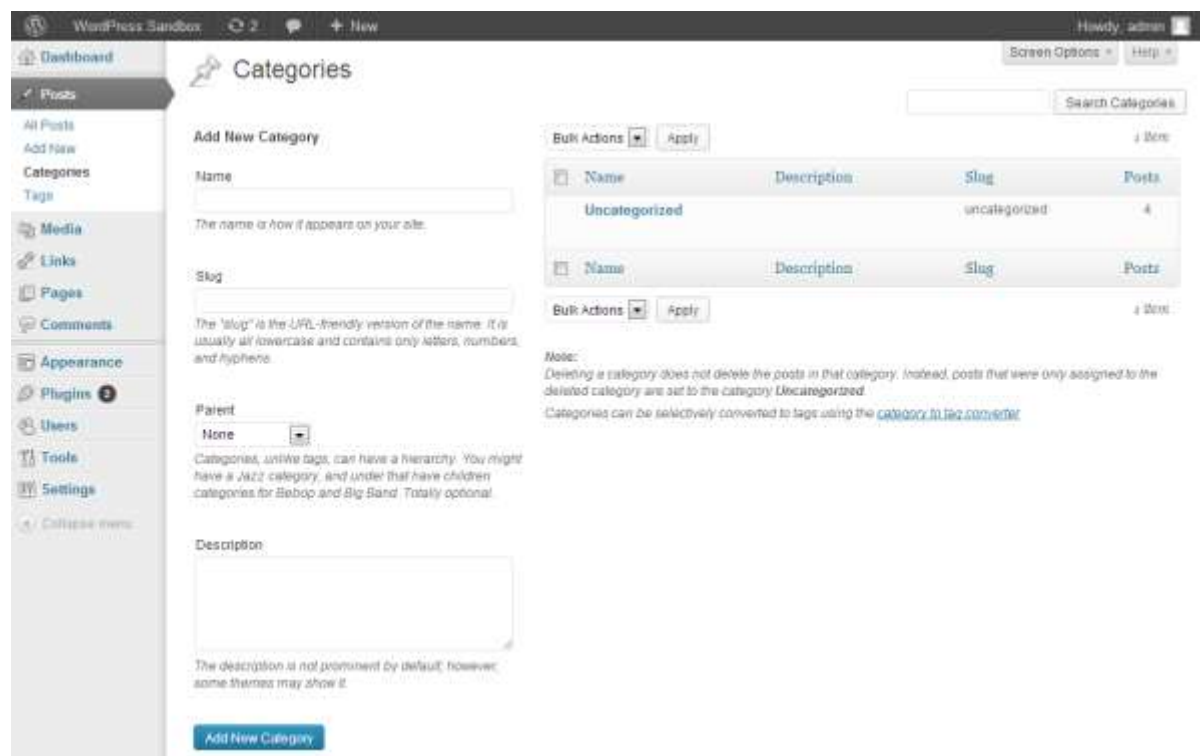 WordPress Sandbox 2 + New Howdy, admin
Screen Options Help
Dashboard
Posts
All Posts
Add New
Categories
Tags
Media
Links
Pages
Comments
Appearance
Plugins
Users
Tools
Settings
Collapse menu
Categories
Search Categories
Add New Category
Name
The name is how it appears on your site.
Slug
The "slug" is the URL-friendly version of the name. It is
usually all lowercase and contains only letters, numbers,
and hyphens.
Parent
None
Categories, unlike tags, can have a hierarchy. You might
have a Jazz category, and under that have children
categories for Bebop and Big Band. Totally optional.
Description
The description is not prominent by default; however,
some themes may show it.
Add New Category
Bulk Actions Apply 1 item
Name Description Slug Posts
Uncategorized uncategorized 4
Name Description Slug Posts
Bulk Actions Apply 1 item
Note:
Deleting a category does not delete the posts in that category. Instead, posts that were only assigned to the
deleted category are set to the category Uncategorized.
Categories can be selectively converted to tags using the category to tag converter.